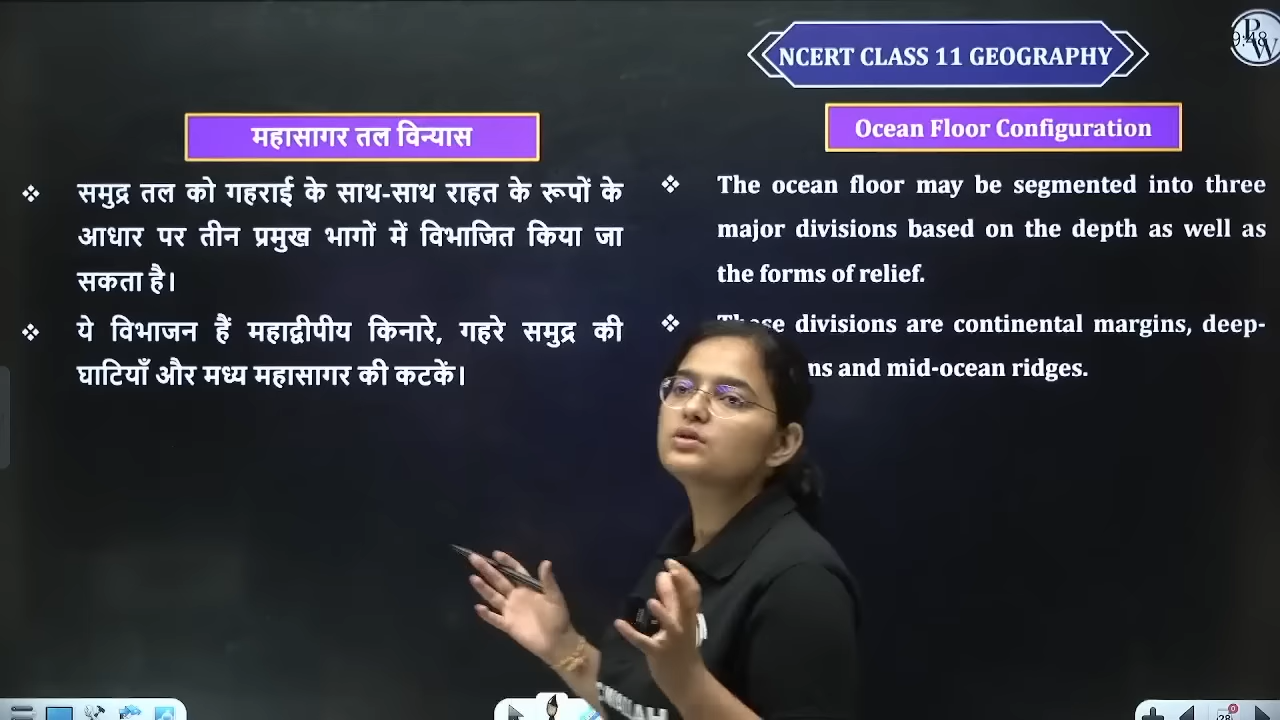 NCERT CLASS 11 GEOGRAPHY
PW
9:48
महासागर तल विन्यास
❖ समुद्र तल को गहराई के साथ-साथ राहत के रूपों के
आधार पर तीन प्रमुख भागों में विभाजित किया जा
सकता है।
❖ ये विभाजन हैं महाद्वीपीय किनारे, गहरे समुद्र की
घाटियाँ और मध्य महासागर की कटकें।
Ocean Floor Configuration
❖ The ocean floor may be segmented into three
major divisions based on the depth as well as
the forms of relief.
❖ divisions are continental margins, deep-
and mid-ocean ridges.